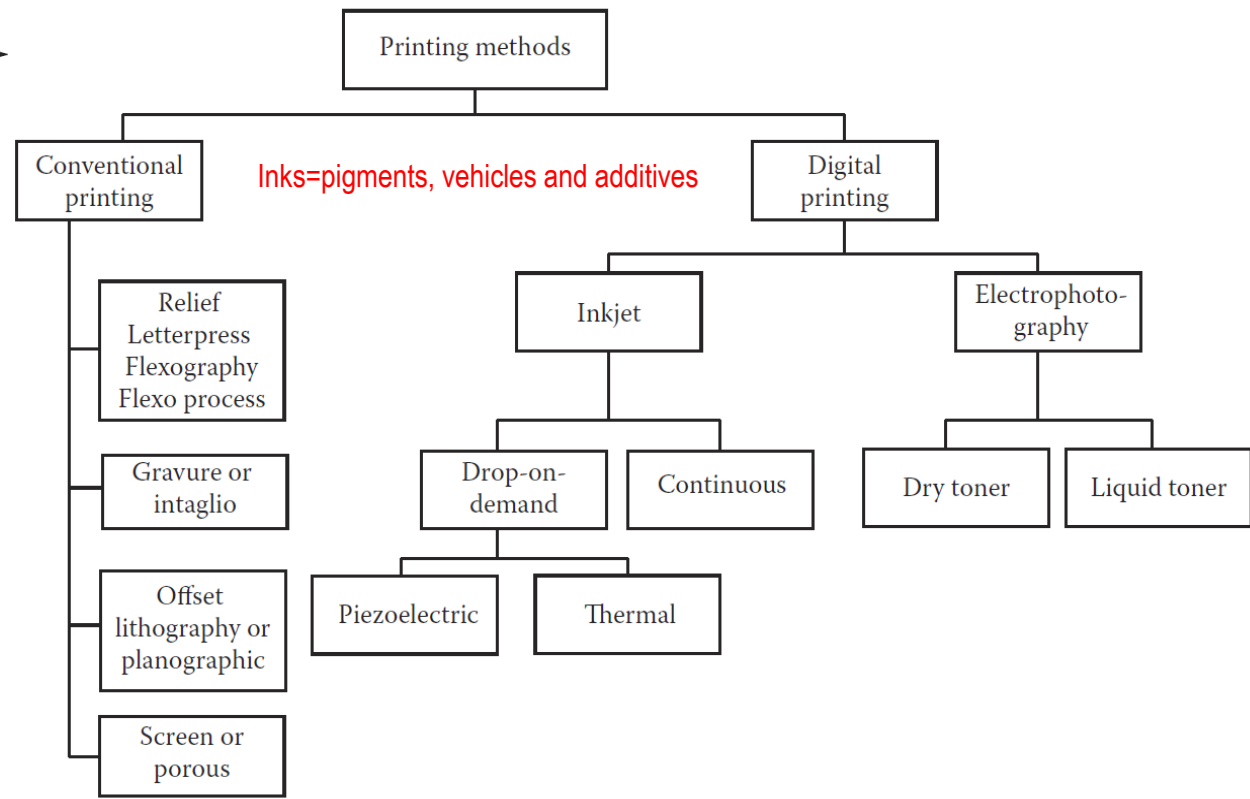 Printing methods
Conventional
printing
Inks=pigments, vehicles and additives
Digital
printing
Relief
Letterpress
Flexography
Flexo process
Gravure or
intaglio
Offset
lithography or
planographic
Screen or
porous
Inkjet
Electrophoto-
graphy
Drop-on-
demand
Continuous
Dry toner
Liquid toner
Piezoelectric
Thermal